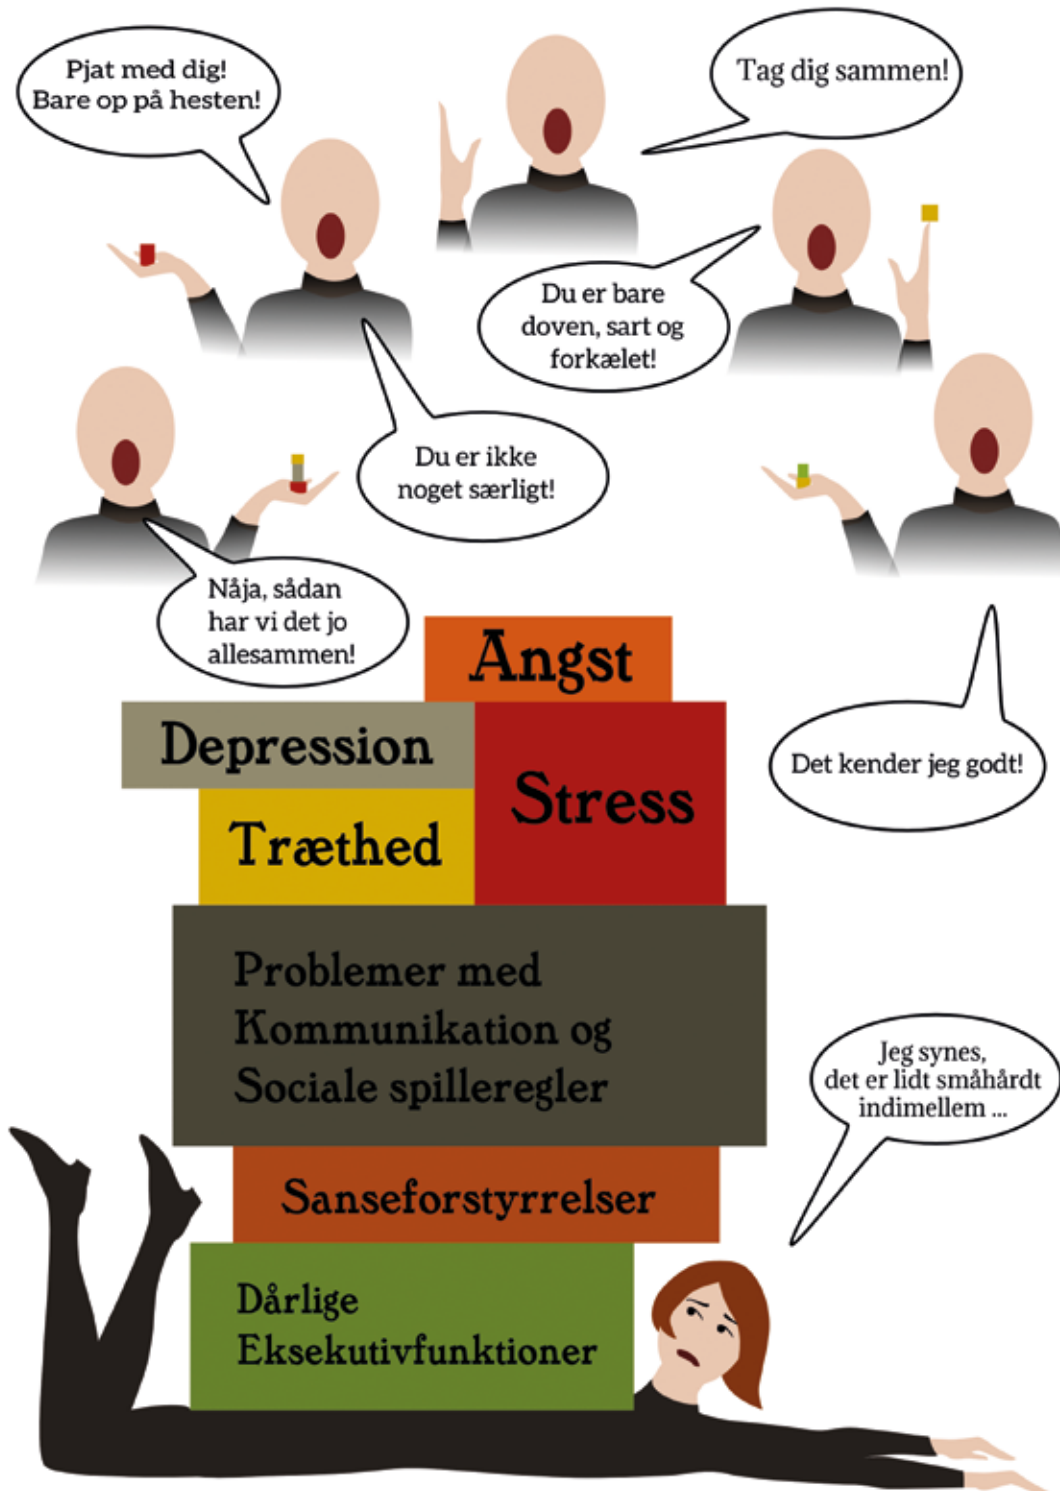 Pjat med dig!
Bare op på hesten!
Tag dig sammen!
Du er bare
doven, sart og
forkælet!
Du er ikke
noget særligt!
Nåja, sådan
har vi det jo
allesammen!
Det kender jeg godt!
Angst
Depression
Stress
Træthed
Problemer med
Kommunikation og
Sociale spilleregler
Jeg synes,
det er lidt småhårdt
indimellem ...
Sanseforstyrrelser
Dårlige
Eksekutivfunktioner